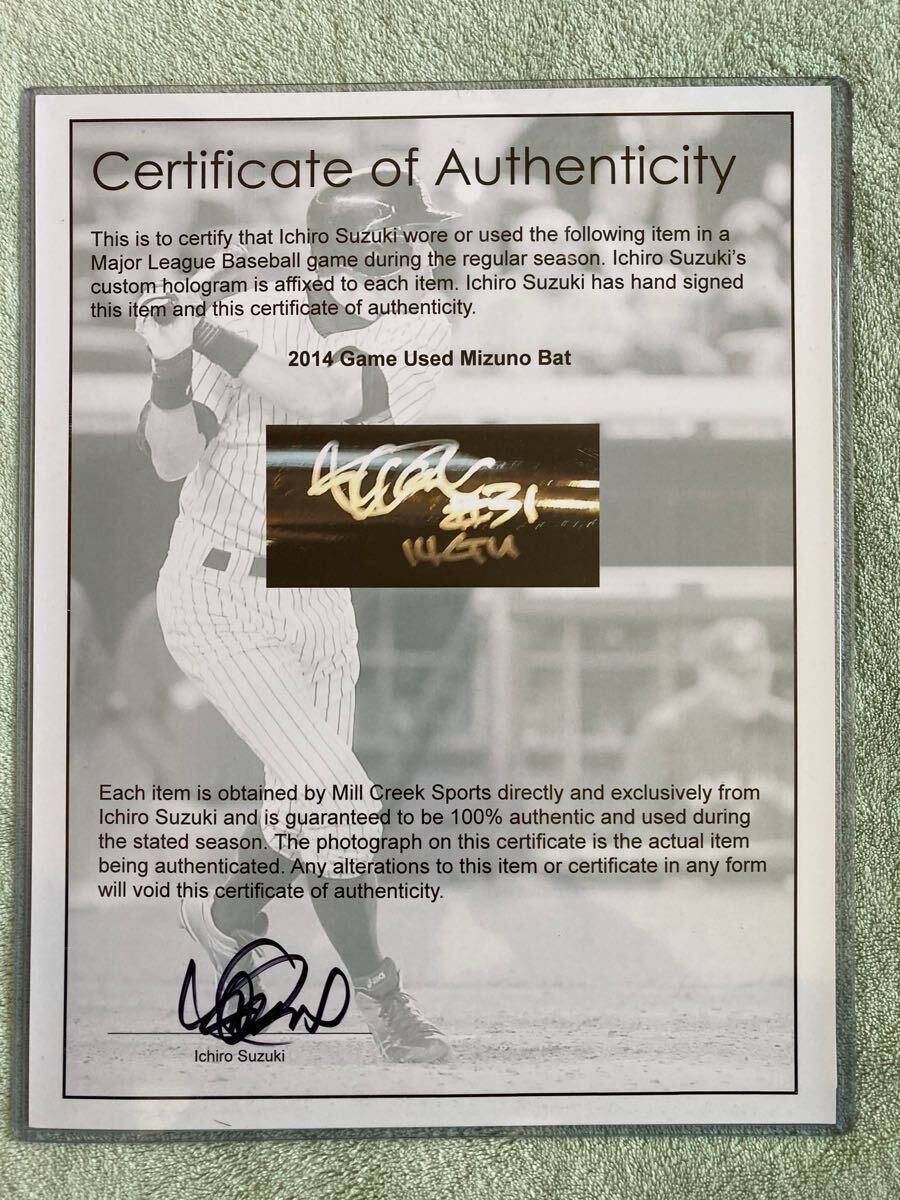 Certificate of Authenticity
This is to certify that Ichiro Suzuki wore or used the following item in a
Major League Baseball game during the regular season. Ichiro Suzuki's
custom hologram is affixed to each item. Ichiro Suzuki has hand signed
this item and this certificate of authenticity.
2014 Game Used Mizuno Bat
#31
14 GU
Each item is obtained by Mill Creek Sports directly and exclusively from
Ichiro Suzuki and is guaranteed to be 100% authentic and used during
the stated season. The photograph on this certificate is the actual item
being authenticated. Any alterations to this item or certificate in any form
will void this certificate of authenticity.
Ichiro Suzuki